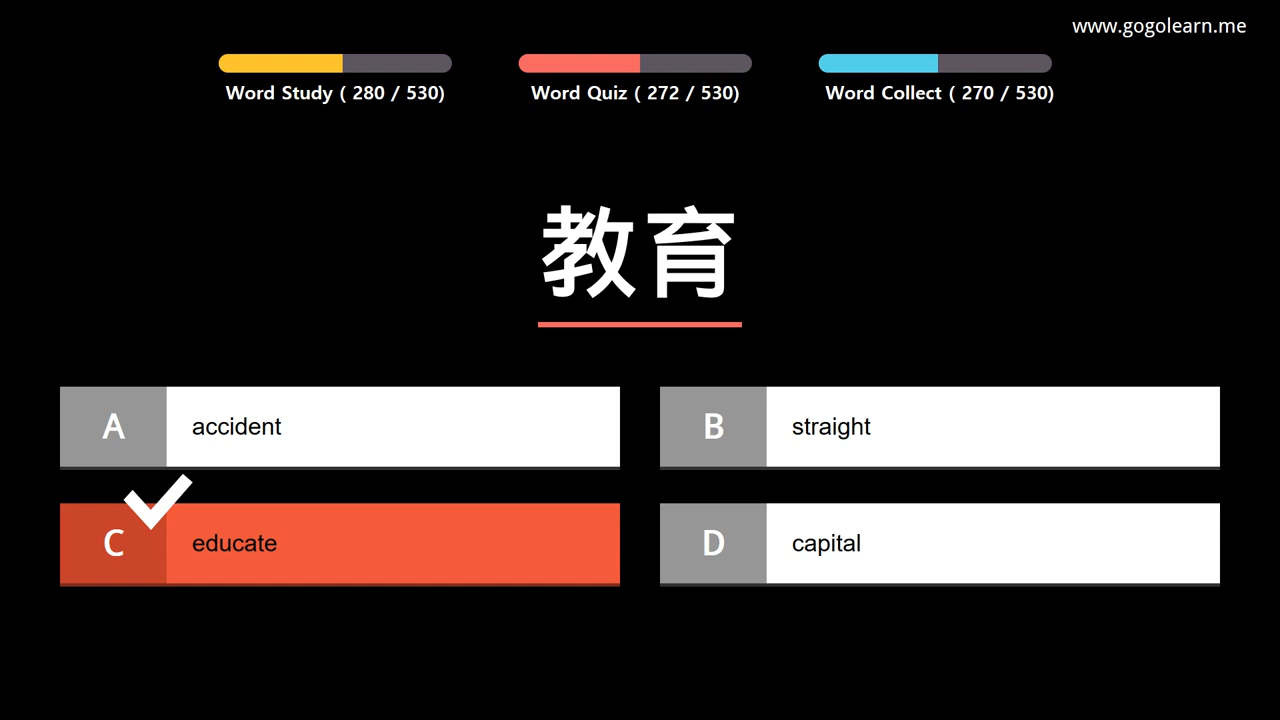 www.gogolearn.me
Word Study ( 280 / 530)
Word Quiz ( 272 / 530)
Word Collect ( 270 / 530)
教育
A accident
B straight
C educate
D capital